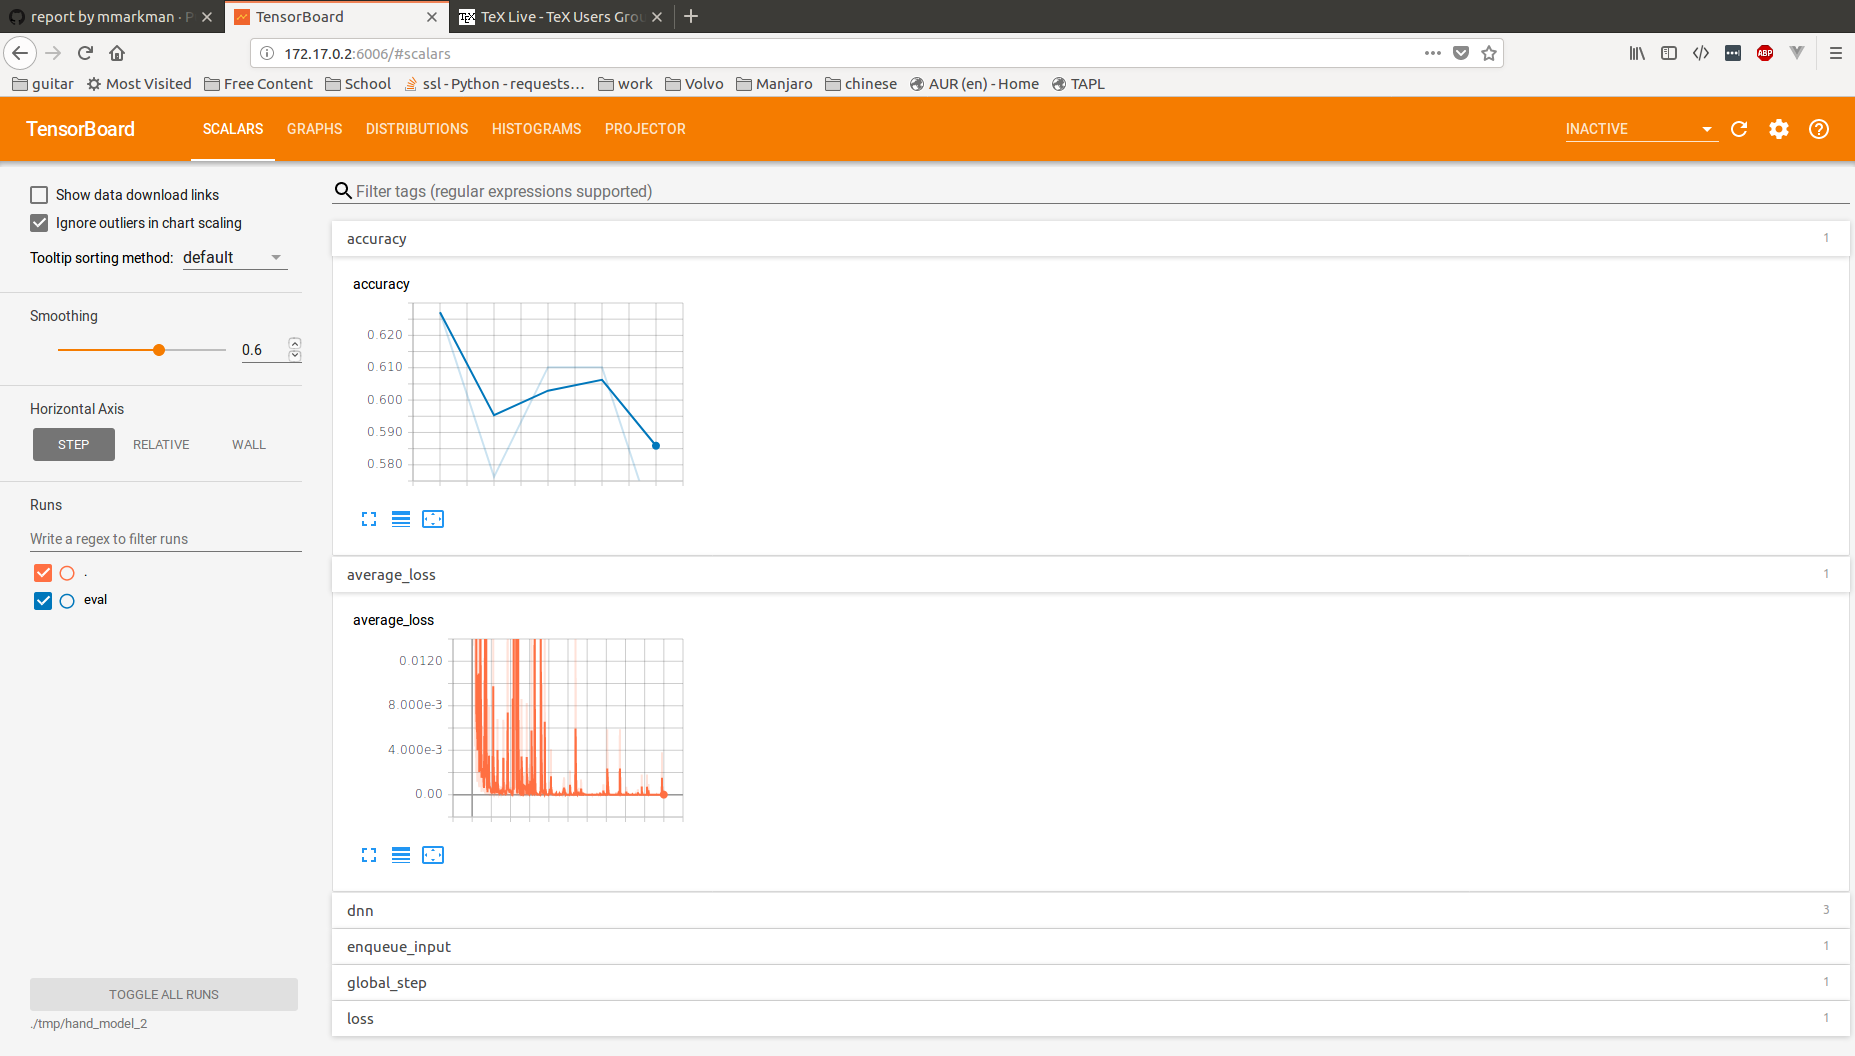 report by mmarkman · P
TensorBoard
TeX Live - TeX Users Grou
172.17.0.2:6006/#scalars
ABP
guitar
Most Visited
Free Content
School
ssl - Python - requests…
work
Volvo
Manjaro
chinese
AUR (en) - Home
TAPL
TensorBoard
SCALARS
GRAPHS
DISTRIBUTIONS
HISTOGRAMS
PROJECTOR
INACTIVE
Show data download links
Ignore outliers in chart scaling
Tooltip sorting method: default
Smoothing
0.6
Horizontal Axis
STEP
RELATIVE
WALL
Runs
Write a regex to filter runs
.
eval
TOGGLE ALL RUNS
./tmp/hand_model_2
Filter tags (regular expressions supported)
accuracy 1
accuracy
0.620
0.610
0.600
0.590
0.580
average_loss 1
average_loss
0.0120
8.000e-3
4.000e-3
0.00
dnn 3
enqueue_input 1
global_step 1
loss 1